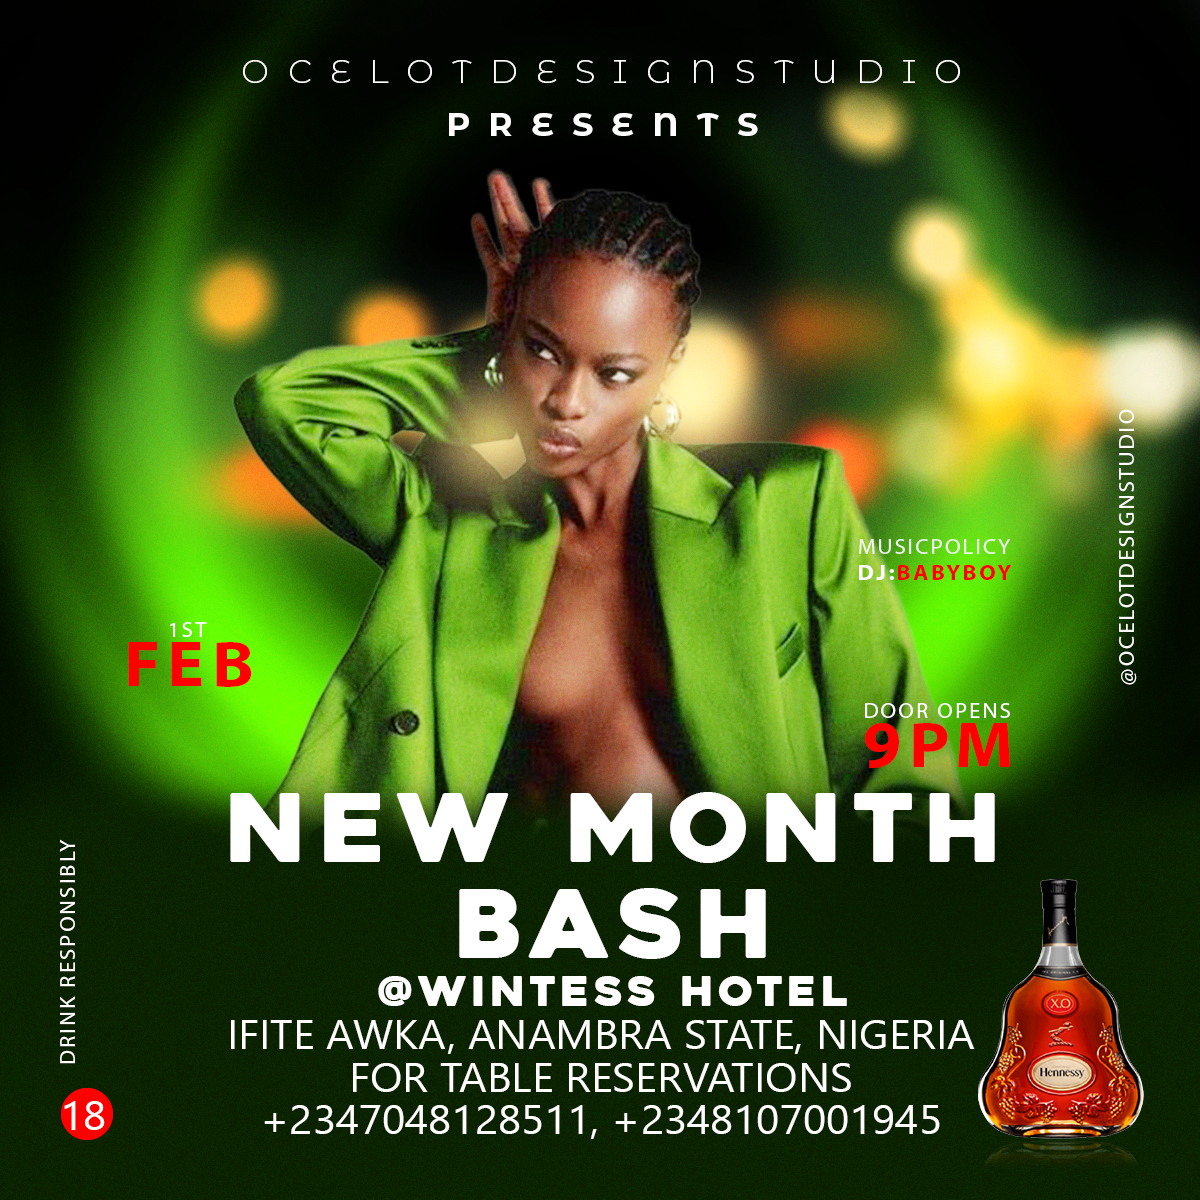 OCELOTDESIGNSTUDIO
PRESENTS
@OCELOTDESIGNSTUDIO
MUSICPOLICY
DJ:BABYBOY
1ST
FEB
DOOR OPENS
9PM
NEW MONTH
BASH
@WINTESS HOTEL
IFITE AWKA, ANAMBRA STATE, NIGERIA
FOR TABLE RESERVATIONS
+2347048128511, +2348107001945
DRINK RESPONSIBLY
18
X.O
Hennessy